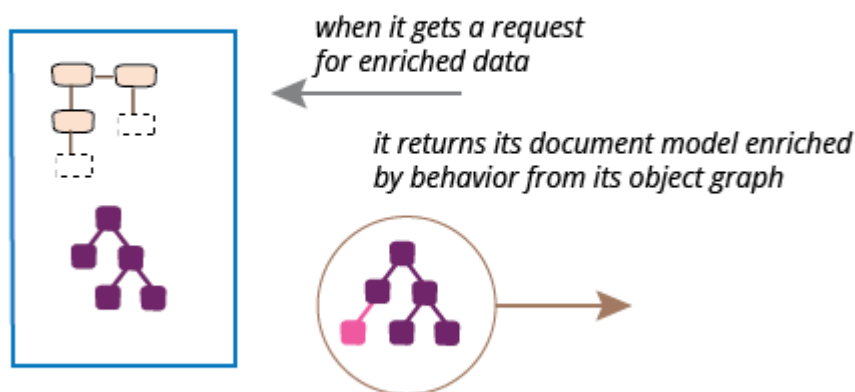 when it gets a request
for enriched data
it returns its document model enriched
by behavior from its object graph